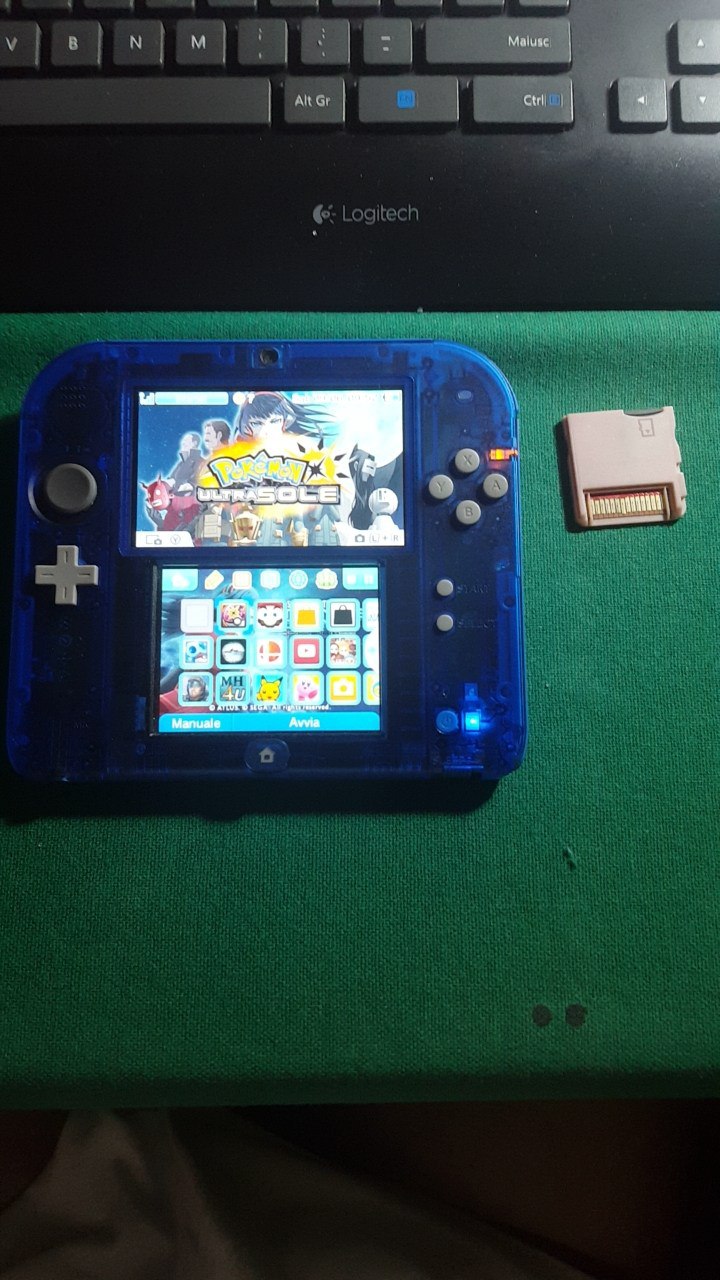 V B N M ; : _ Maiusc ▲
Alt Gr Ctrl ◄ ▼
Logitech
POKÉMON
ULTRASOLE
L + R
X
Y A
B
START
SELECT
MH
4U
© ATLUS. © SEGA. All rights reserved.
Manuale Avvia